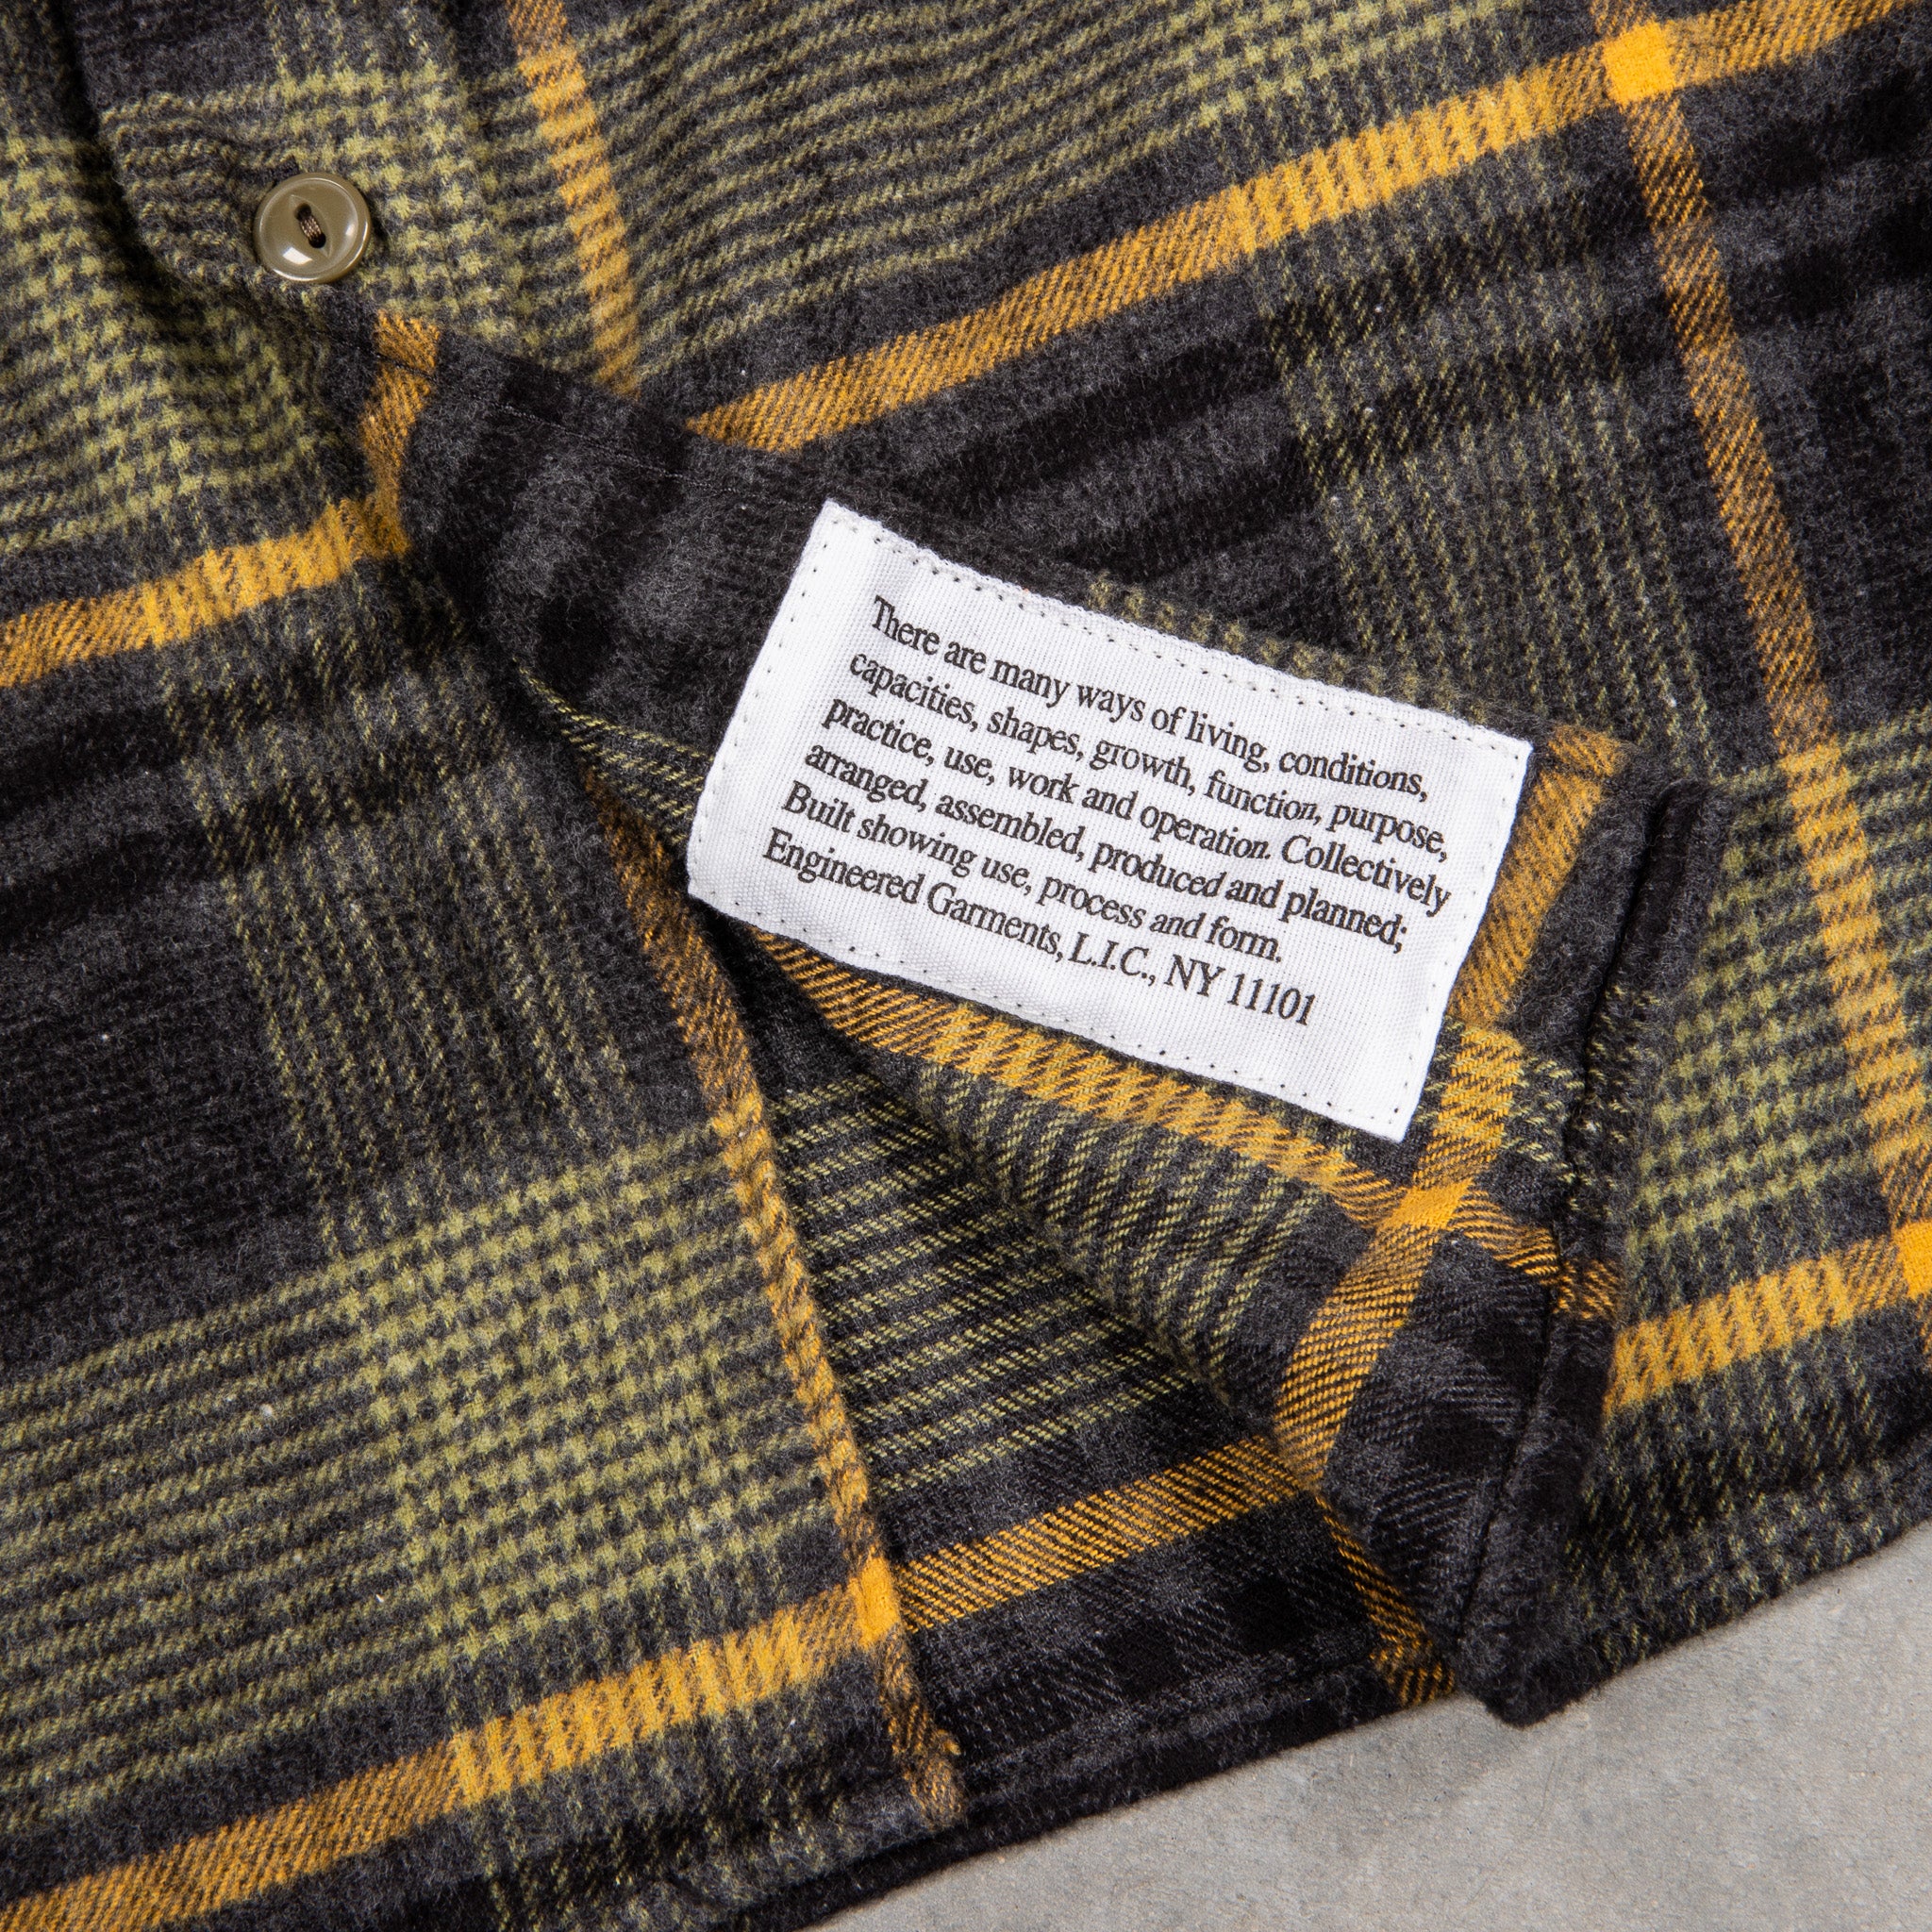 There are many ways of living, conditions,
capacities, shapes, growth, function, purpose,
practice, use, work and operation. Collectively
arranged, assembled, produced and planned;
Built showing use, process and form.
Engineered Garments, L.I.C., NY 11101